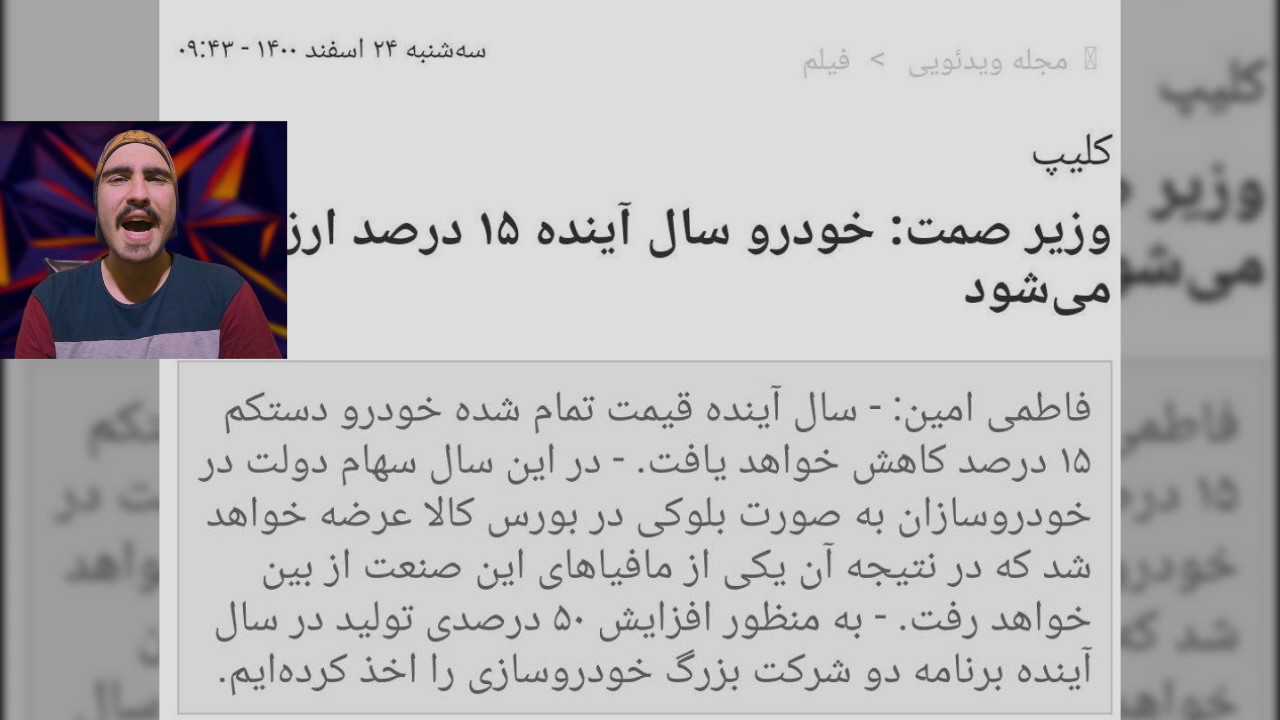 سه‌شنبه ۲۴ اسفند ۱۴۰۰ - ۰۹:۴۳
مجله ویدئویی > فیلم
کلیپ
وزیر صمت: خودرو سال آینده ۱۵ درصد ارز
می‌شود
فاطمی امین: - سال آینده قیمت تمام شده خودرو دستکم
۱۵ درصد کاهش خواهد یافت. - در این سال سهام دولت در
خودروسازان به صورت بلوکی در بورس کالا عرضه خواهد
شد که در نتیجه آن یکی از مافیاهای این صنعت از بین
خواهد رفت. - به منظور افزایش ۵۰ درصدی تولید در سال
آینده برنامه دو شرکت بزرگ خودروسازی را اخذ کرده‌ایم.